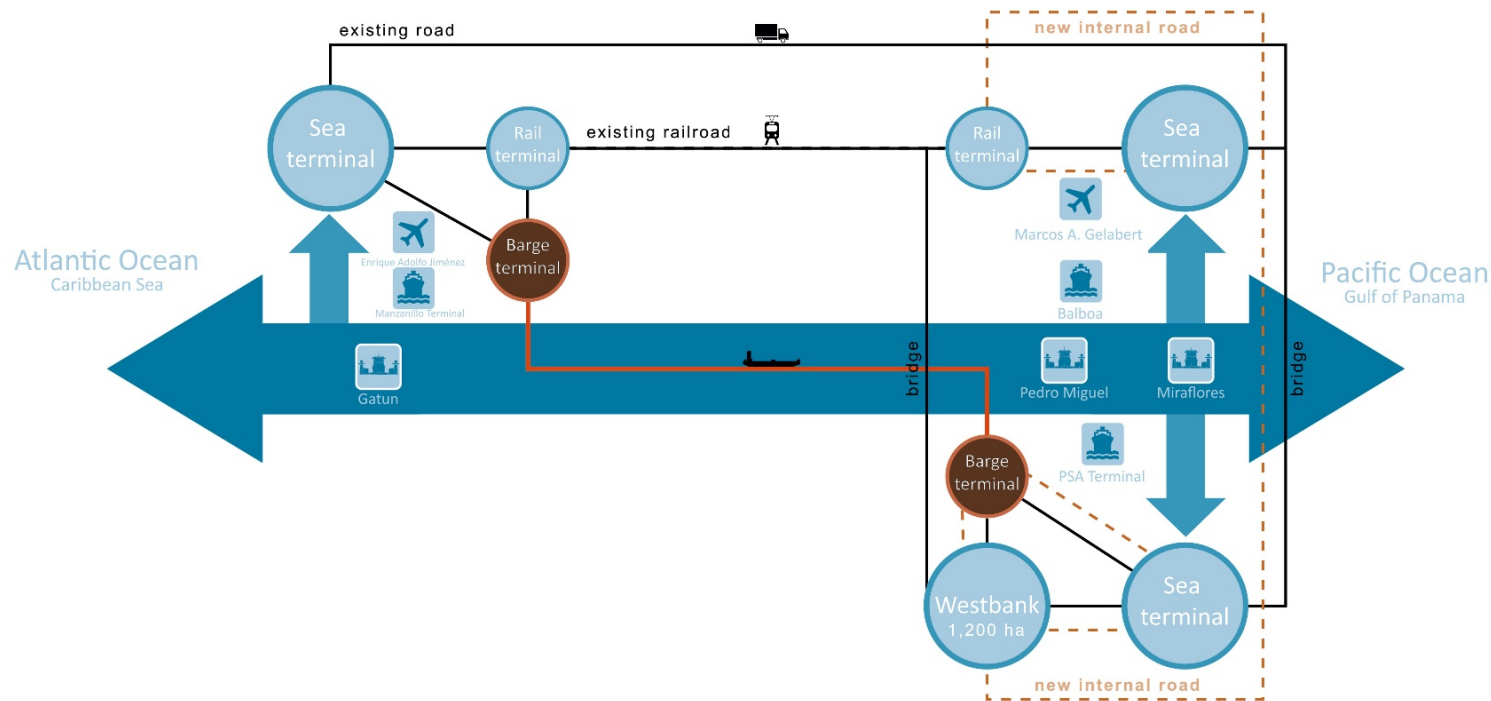 existing road
new internal road
Sea
terminal
Rail
terminal
existing railroad
Rail
terminal
Sea
terminal
Enrique Adolfo Jiménez
Manzanillo Terminal
Barge
terminal
Marcos A. Gelabert
Balboa
Atlantic Ocean
Caribbean Sea
Pacific Ocean
Gulf of Panama
Gatun
bridge
Pedro Miguel
Miraflores
bridge
Barge
terminal
PSA Terminal
Westbank
1,200 ha
Sea
terminal
new internal road